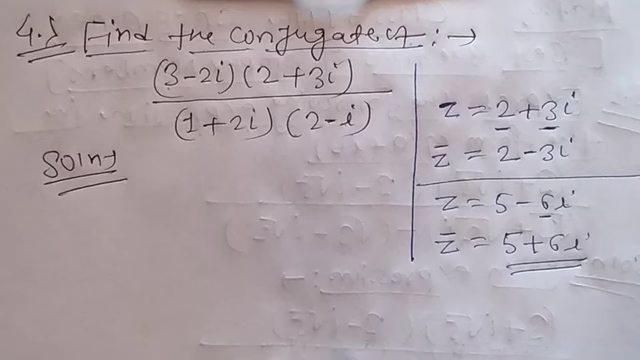 4.} Find the conjugate of :→
(3-2i)(2+3i)
(1+2i)(2-i)
Soln→
z = 2+3i
z̄ = 2-3i
z = 5-6i
z̄ = 5+6i